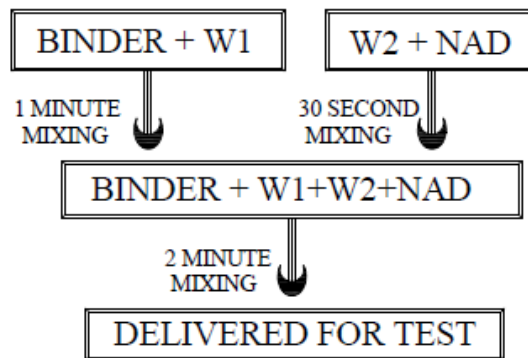 BINDER + W1
W2 + NAD
1 MINUTE
MIXING
30 SECOND
MIXING
BINDER + W1+W2+NAD
2 MINUTE
MIXING
DELIVERED FOR TEST